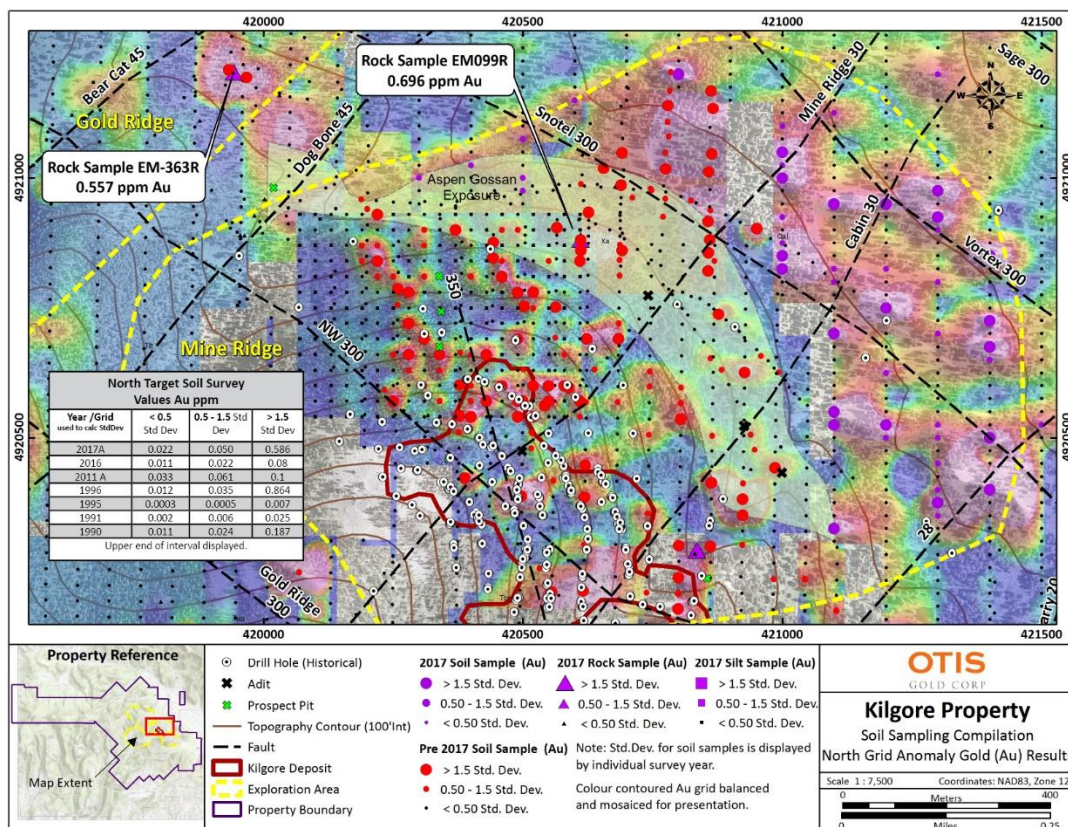 420000
420500
421000
421500
Bear Cat 45
Gold Ridge
Rock Sample EM-363R
0.557 ppm Au
Dog Bone 45
Rock Sample EM099R
0.696 ppm Au
Snotel 300
Mine Ridge 30
Sage 300
W
E
4921000
4921000
Aspen Gossan
Exposure
Cabin 30
Vortex 300
350
NW 300
Mine Ridge
North Target Soil Survey
Values Au ppm
Year /Grid used to calc StdDev < 0.5 Std Dev 0.5 - 1.5 Std Dev > 1.5 Std Dev
2017A 0.022 0.050 0.586
2016 0.011 0.022 0.08
2011 A 0.033 0.061 0.1
1996 0.012 0.035 0.864
1995 0.0003 0.0005 0.007
1991 0.002 0.006 0.025
1990 0.011 0.024 0.187
Upper end of interval displayed.
4920500
4920500
Gold Ridge
300
28°
arry 20
420000
420500
421000
421500
Property Reference
Map Extent
Drill Hole (Historical)
Adit
Prospect Pit
Topography Contour (100'Int)
Fault
Kilgore Deposit
Exploration Area
Property Boundary
2017 Soil Sample (Au)
> 1.5 Std. Dev.
0.50 - 1.5 Std. Dev.
< 0.50 Std. Dev.
2017 Rock Sample (Au)
> 1.5 Std. Dev.
0.50 - 1.5 Std. Dev.
< 0.50 Std. Dev.
2017 Silt Sample (Au)
> 1.5 Std. Dev.
0.50 - 1.5 Std. Dev.
< 0.50 Std. Dev.
Pre 2017 Soil Sample (Au)
> 1.5 Std. Dev.
0.50 - 1.5 Std. Dev.
< 0.50 Std. Dev.
Note: Std.Dev. for soil samples is displayed
by individual survey year.
Colour contoured Au grid balanced
and mosaiced for presentation.
OTIS
GOLD CORP
Kilgore Property
Soil Sampling Compilation
North Grid Anomaly Gold (Au) Result
Scale 1 : 7,500
Coordinates: NAD83, Zone 12
0 Meters 400
0 Miles 0.25